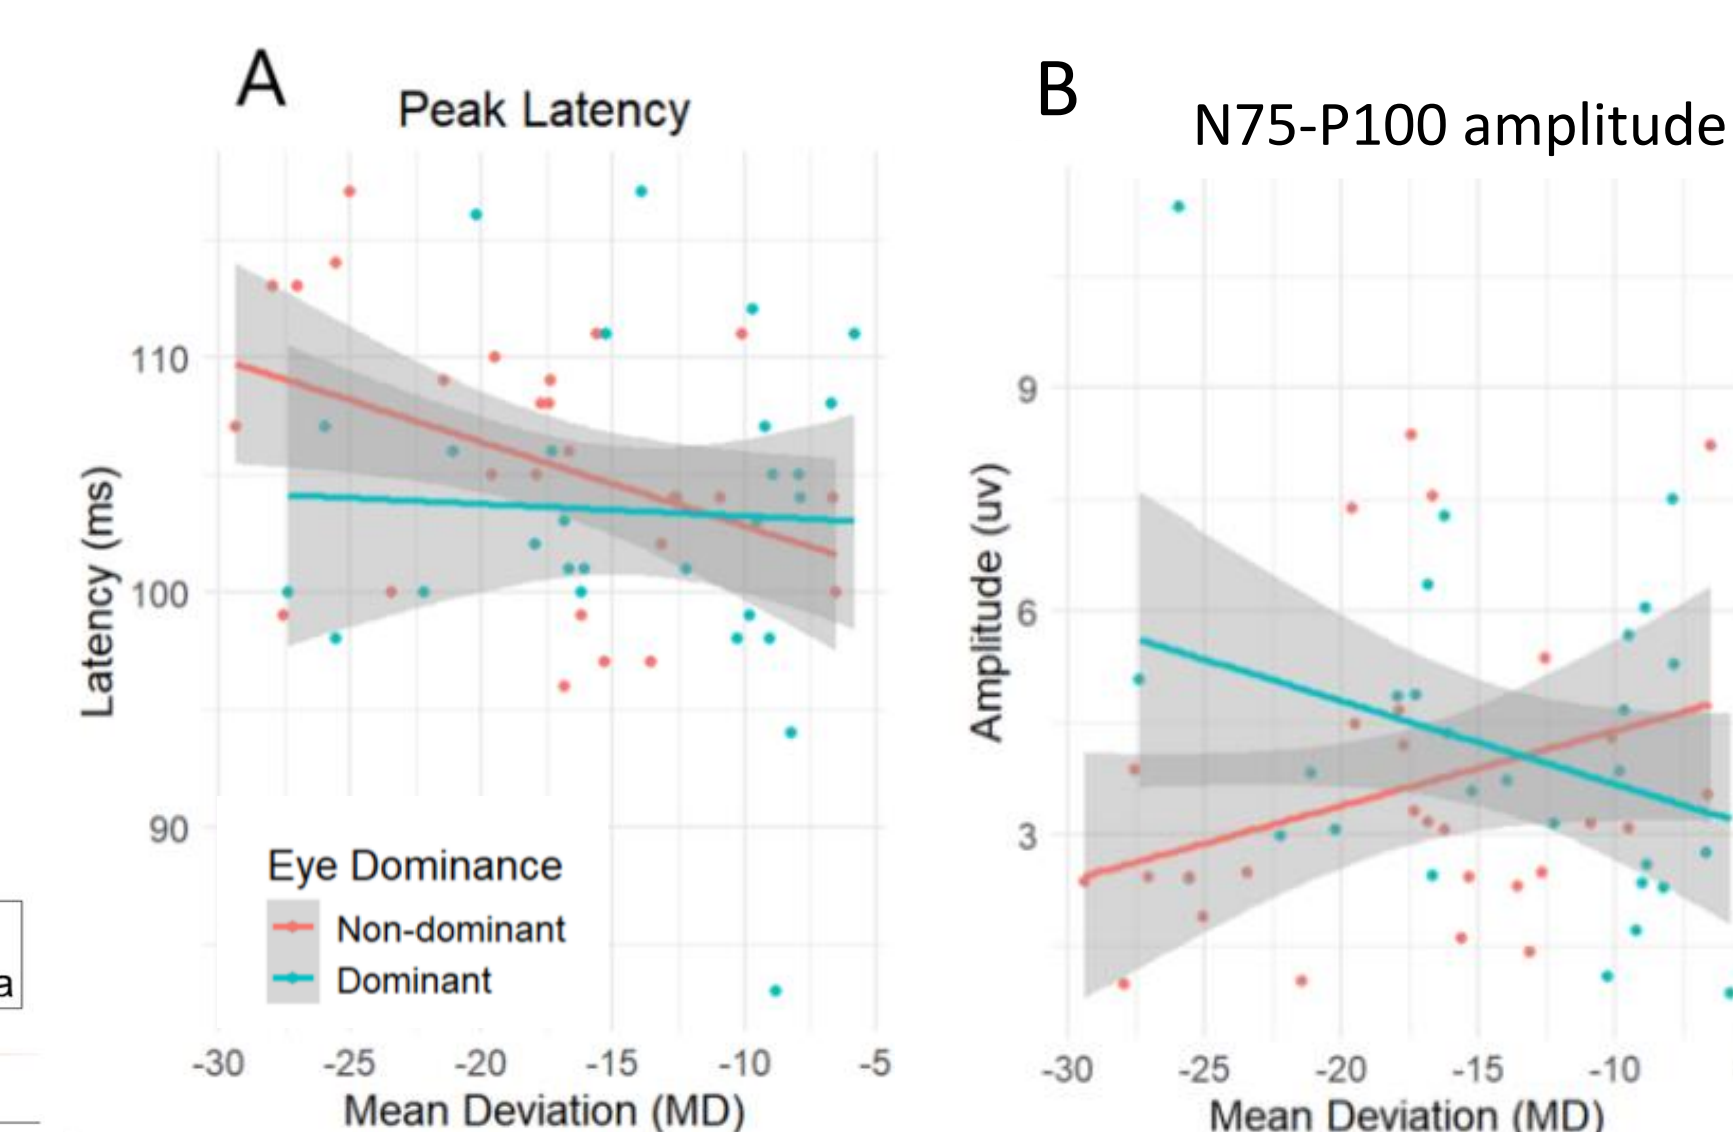 A
Peak Latency
110
100
90
Latency (ms)
Eye Dominance
Non-dominant
Dominant
-30 -25 -20 -15 -10 -5
Mean Deviation (MD)
B
N75-P100 amplitude
9
6
3
Amplitude (uv)
-30 -25 -20 -15 -10
Mean Deviation (MD)
a